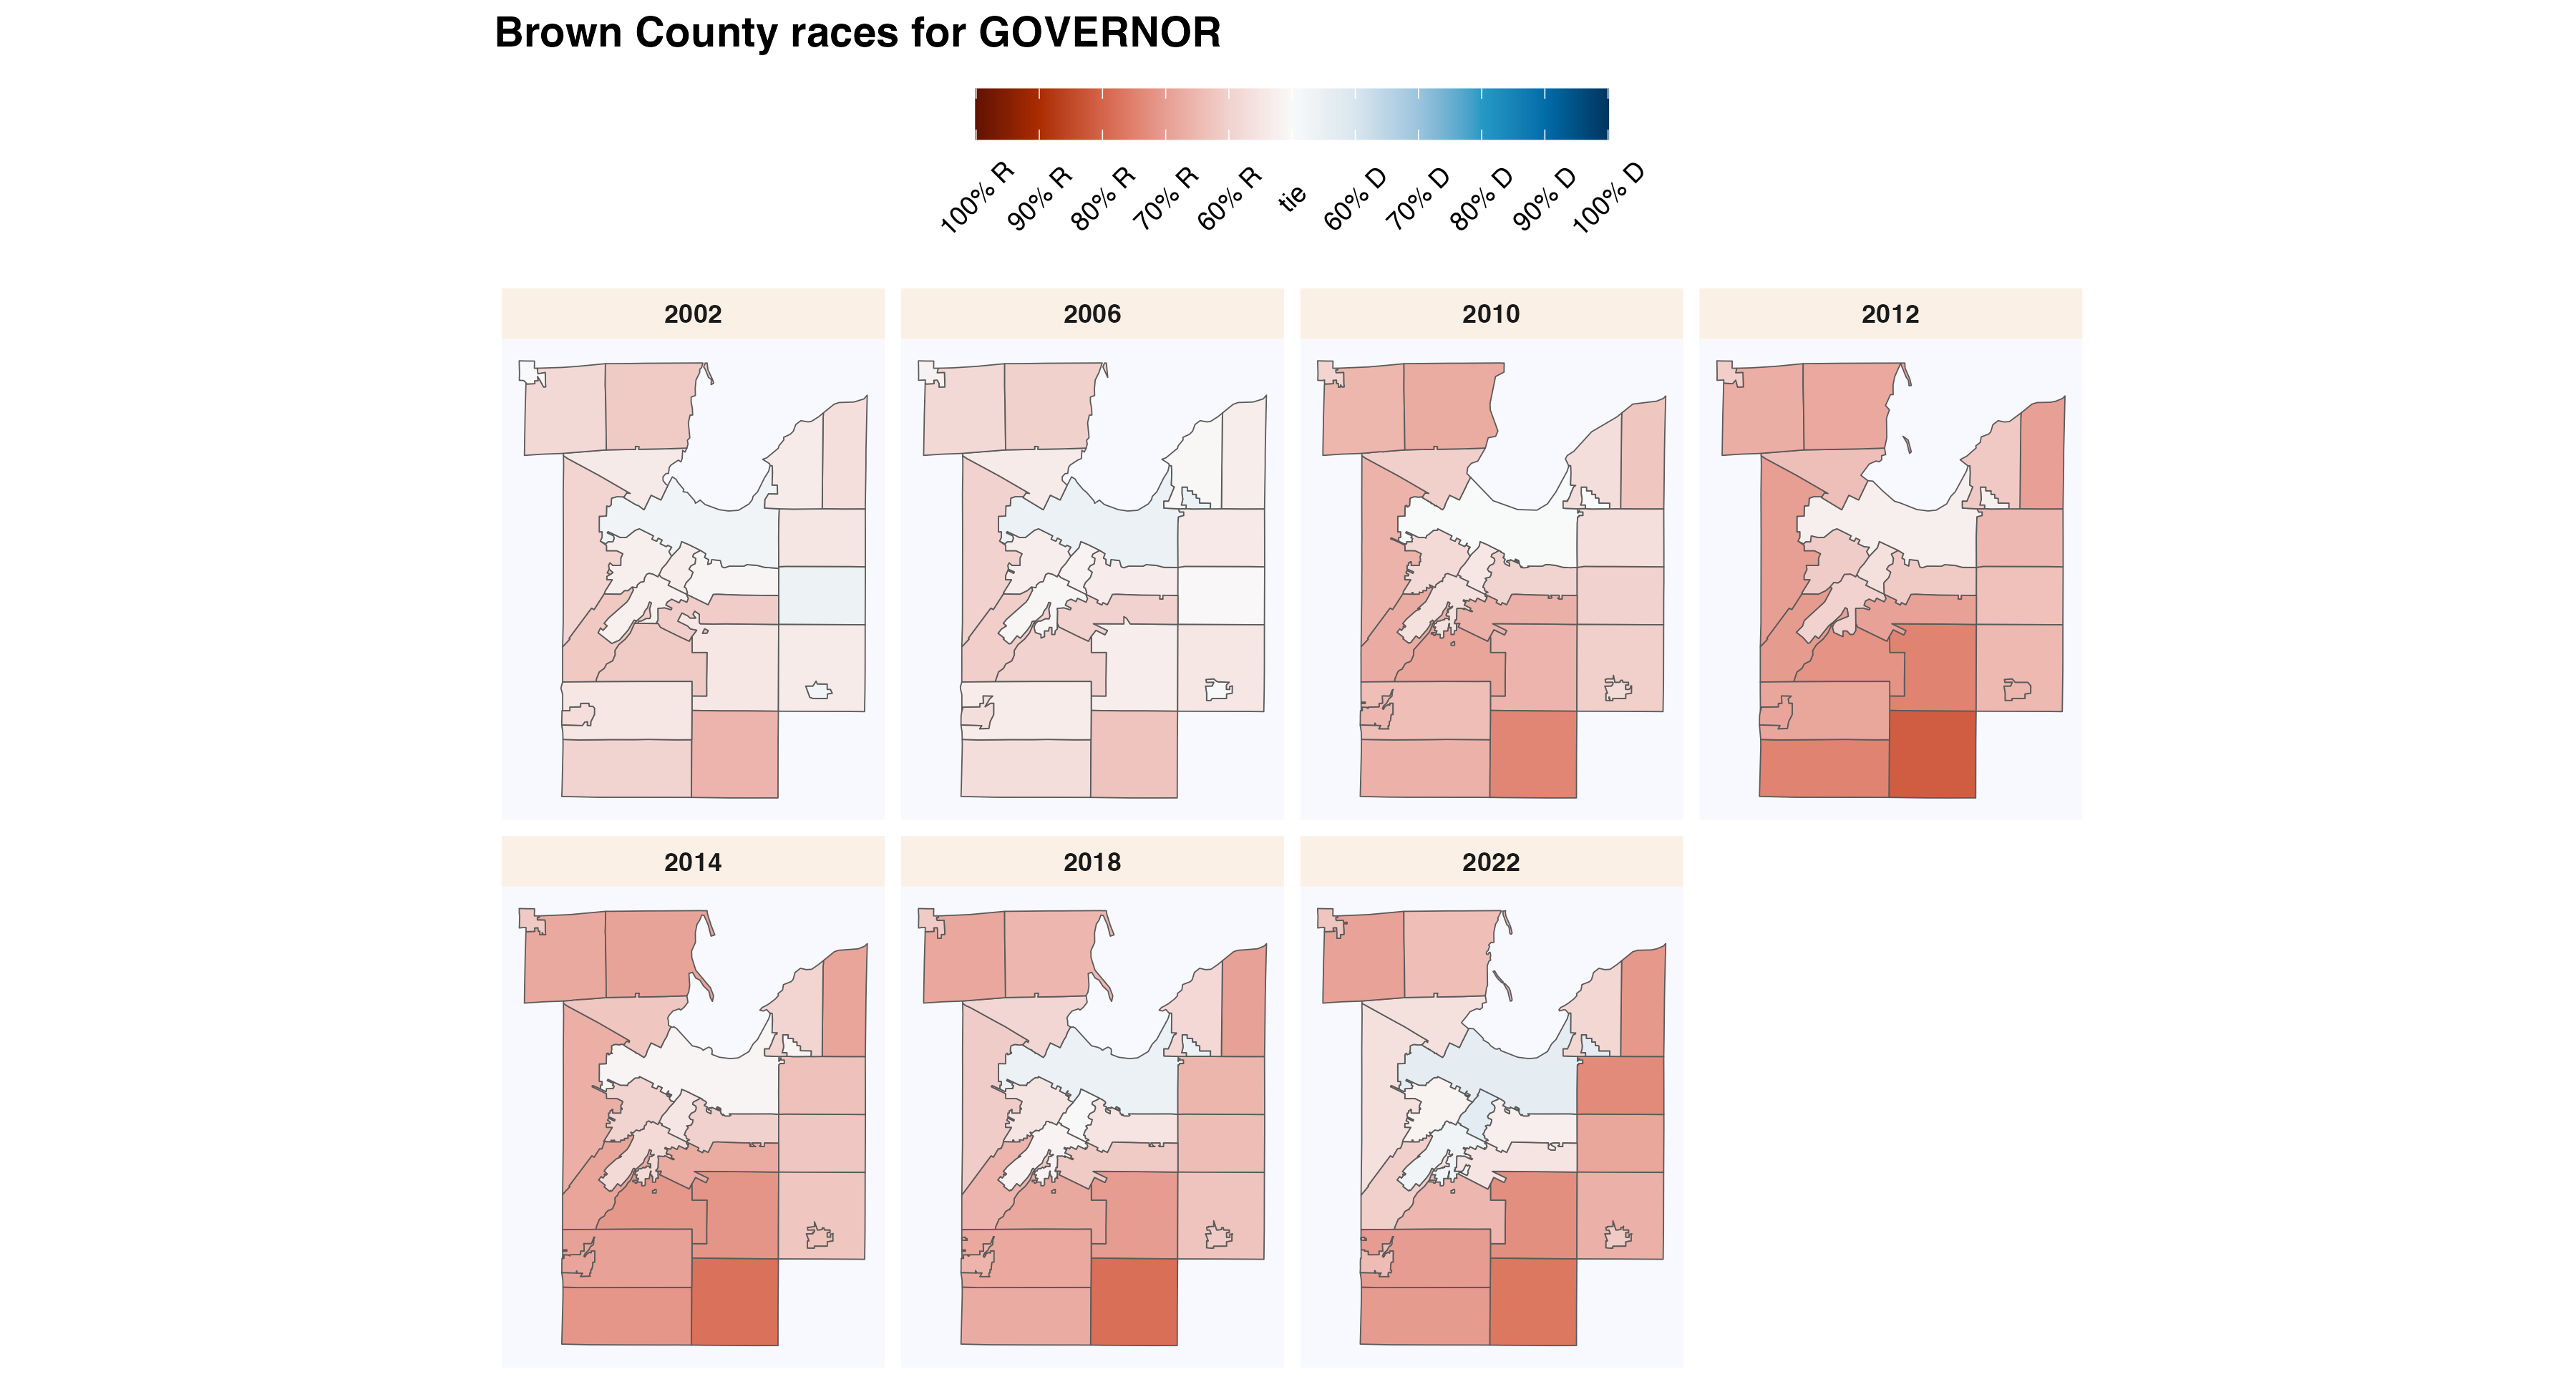 Brown County races for GOVERNOR
100% R
90% R
80% R
70% R
60% R
tie
60% D
70% D
80% D
90% D
100% D
2002
2006
2010
2012
2014
2018
2022